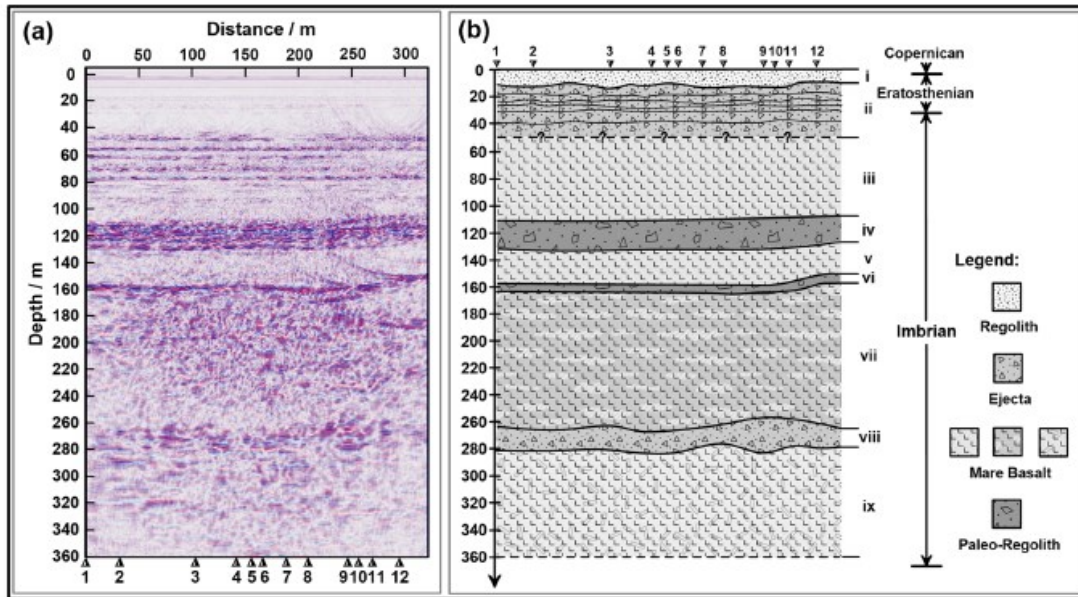 (a)
Distance / m
0 50 100 150 200 250 300
Depth / m
0
20
40
60
80
100
120
140
160
180
200
220
240
260
280
300
320
340
360
1 2 3 4 5 6 7 8 9 10 11 12
(b)
1 2 3 4 5 6 7 8 9 10 11 12
0
20
40
60
80
100
120
140
160
180
200
220
240
260
280
300
320
340
360
? ? ? ? ?
i
ii
iii
iv
v
vi
vii
viii
ix
Copernican
Eratosthenian
Imbrian
Legend:
Regolith
Ejecta
Mare Basalt
Paleo-Regolith